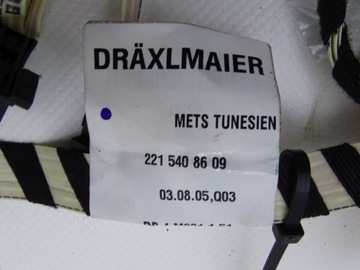 DRÄXLMAIER
METS TUNESIEN
221 540 86 09
03.08.05,Q03